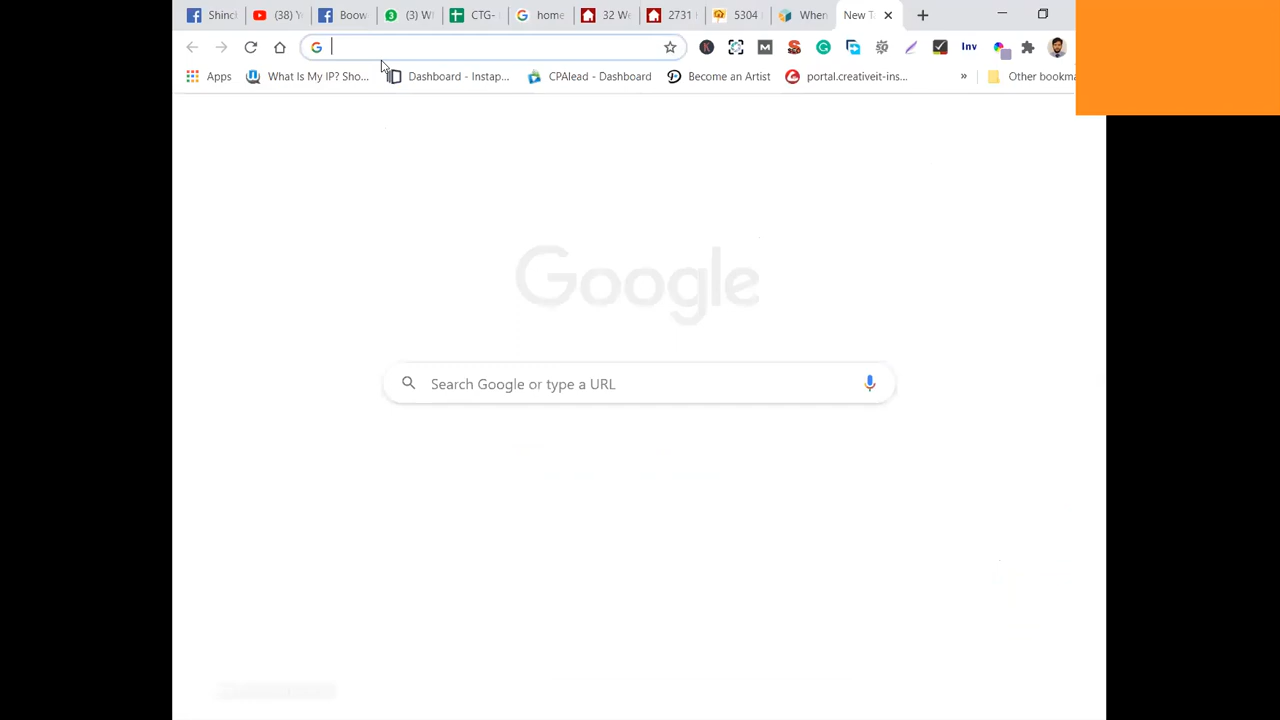 Shinc (38) Y Boow (3) W CTG- home 32 We 2731 5304 When New T
Inv
Apps What Is My IP? Sho... Dashboard - Instap... CPAlead - Dashboard Become an Artist portal.creativeit-ins... » Other bookma
Google
Search Google or type a URL